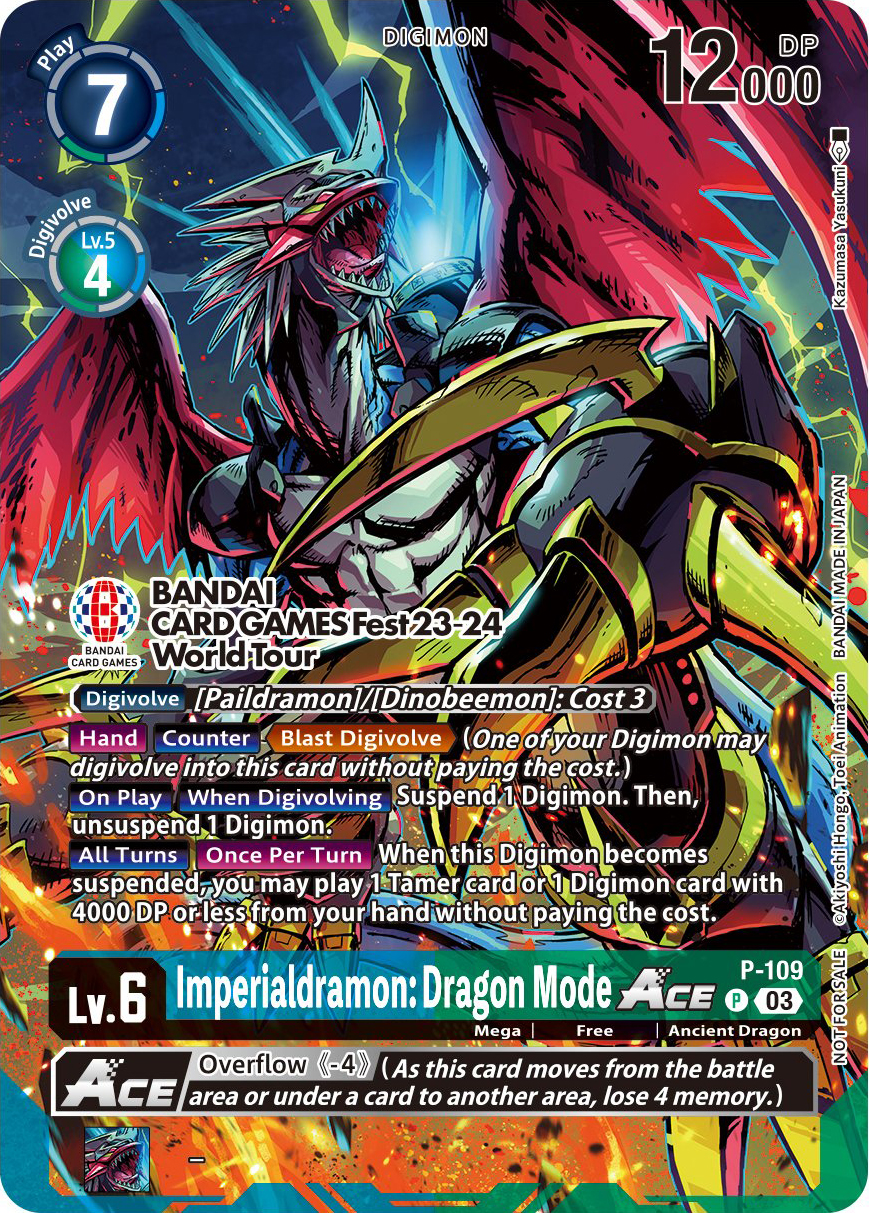 DIGIMON
Play
7
12000
DP
Digivolve
Lv.5
4
Kazumasa Yasukuni
BANDAI
CARD GAMES Fest 23-24
World Tour
B
BANDAI
CARD GAMES
Digivolve [Paildramon]/[Dinobeemon]: Cost 3
Hand Counter Blast Digivolve (One of your Digimon may
digivolve into this card without paying the cost.)
On Play When Digivolving Suspend 1 Digimon. Then,
unsuspend 1 Digimon.
All Turns Once Per Turn When this Digimon becomes
suspended, you may play 1 Tamer card or 1 Digimon card with
4000 DP or less from your hand without paying the cost.
NOT FOR SALE ©Akiyoshi Hongo, Toei Animation BANDAI MADE IN JAPAN
Lv.6 Imperialdramon: Dragon Mode ACE
P-109
P 03
Mega | Free | Ancient Dragon
ACE Overflow《-4》(As this card moves from the battle
area or under a card to another area, lose 4 memory.)
-